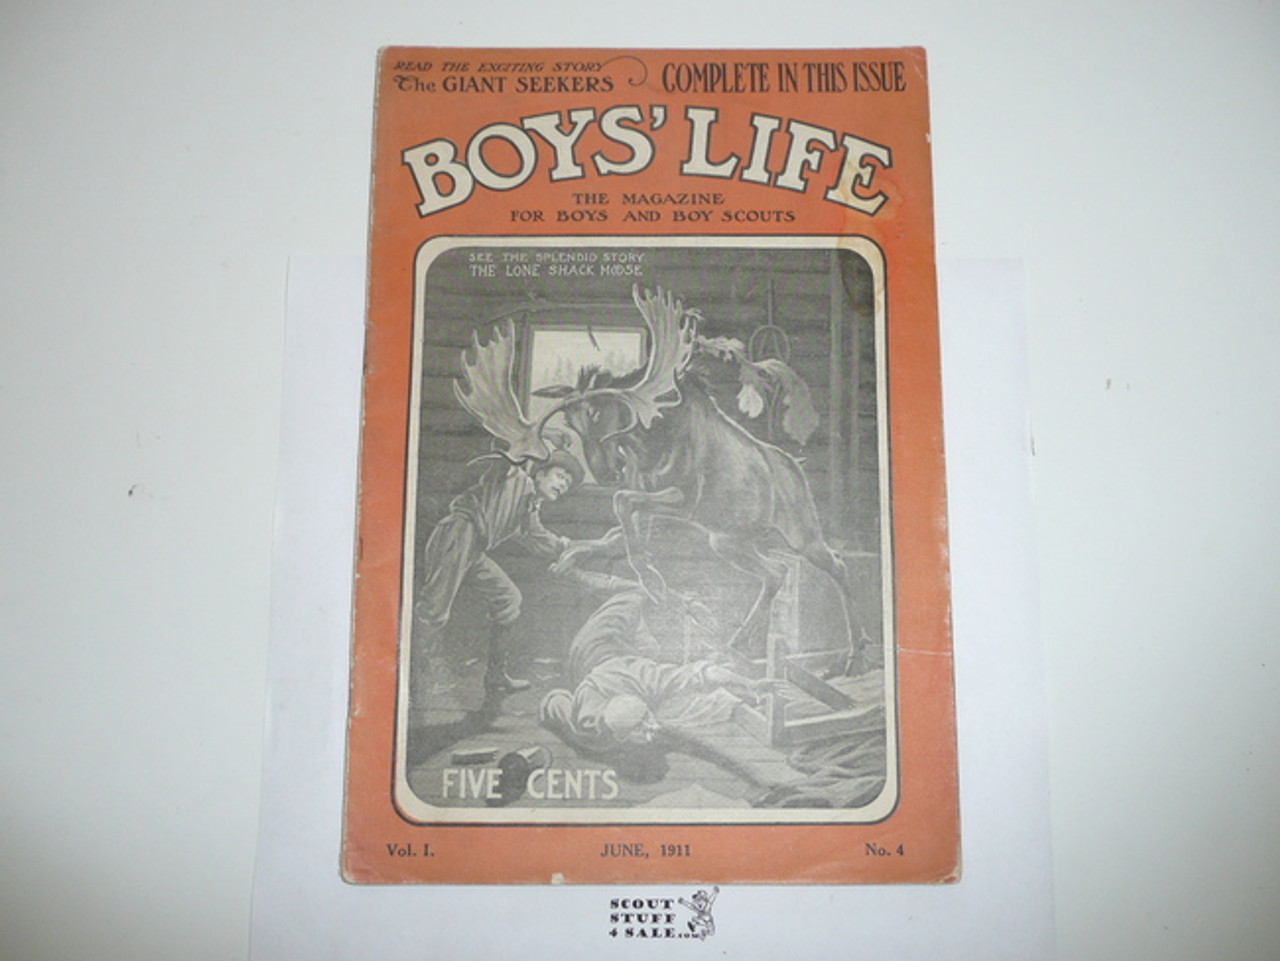 READ THE EXCITING STORY
The GIANT SEEKERS COMPLETE IN THIS ISSUE
BOYS' LIFE
THE MAGAZINE
FOR BOYS AND BOY SCOUTS
SEE THE SPLENDID STORY
THE LONE SHACK MOOSE
FIVE CENTS
Vol. I. JUNE, 1911 No. 4
SCOUT
STUFF
4 SALE.com